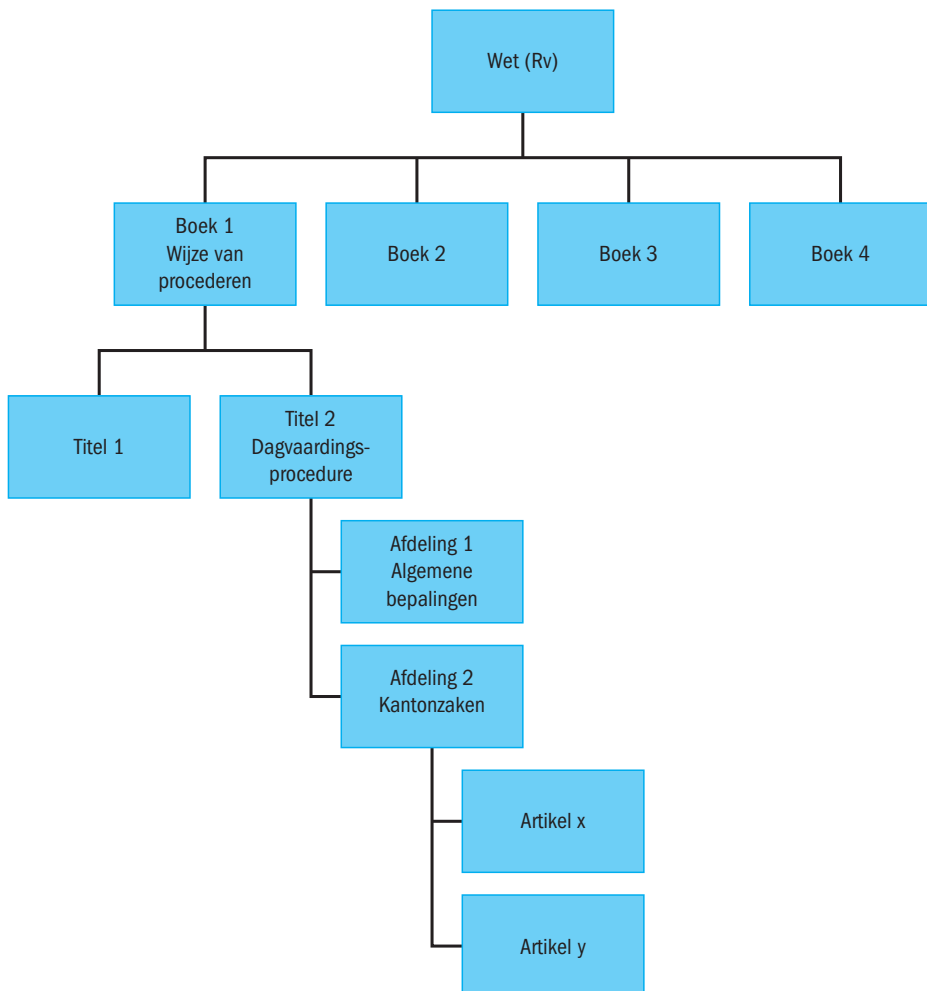 Wet (Rv)
Boek 1
Wijze van
procederen
Boek 2
Boek 3
Boek 4
Titel 1
Titel 2
Dagvaardings-
procedure
Afdeling 1
Algemene
bepalingen
Afdeling 2
Kantonzaken
Artikel x
Artikel y